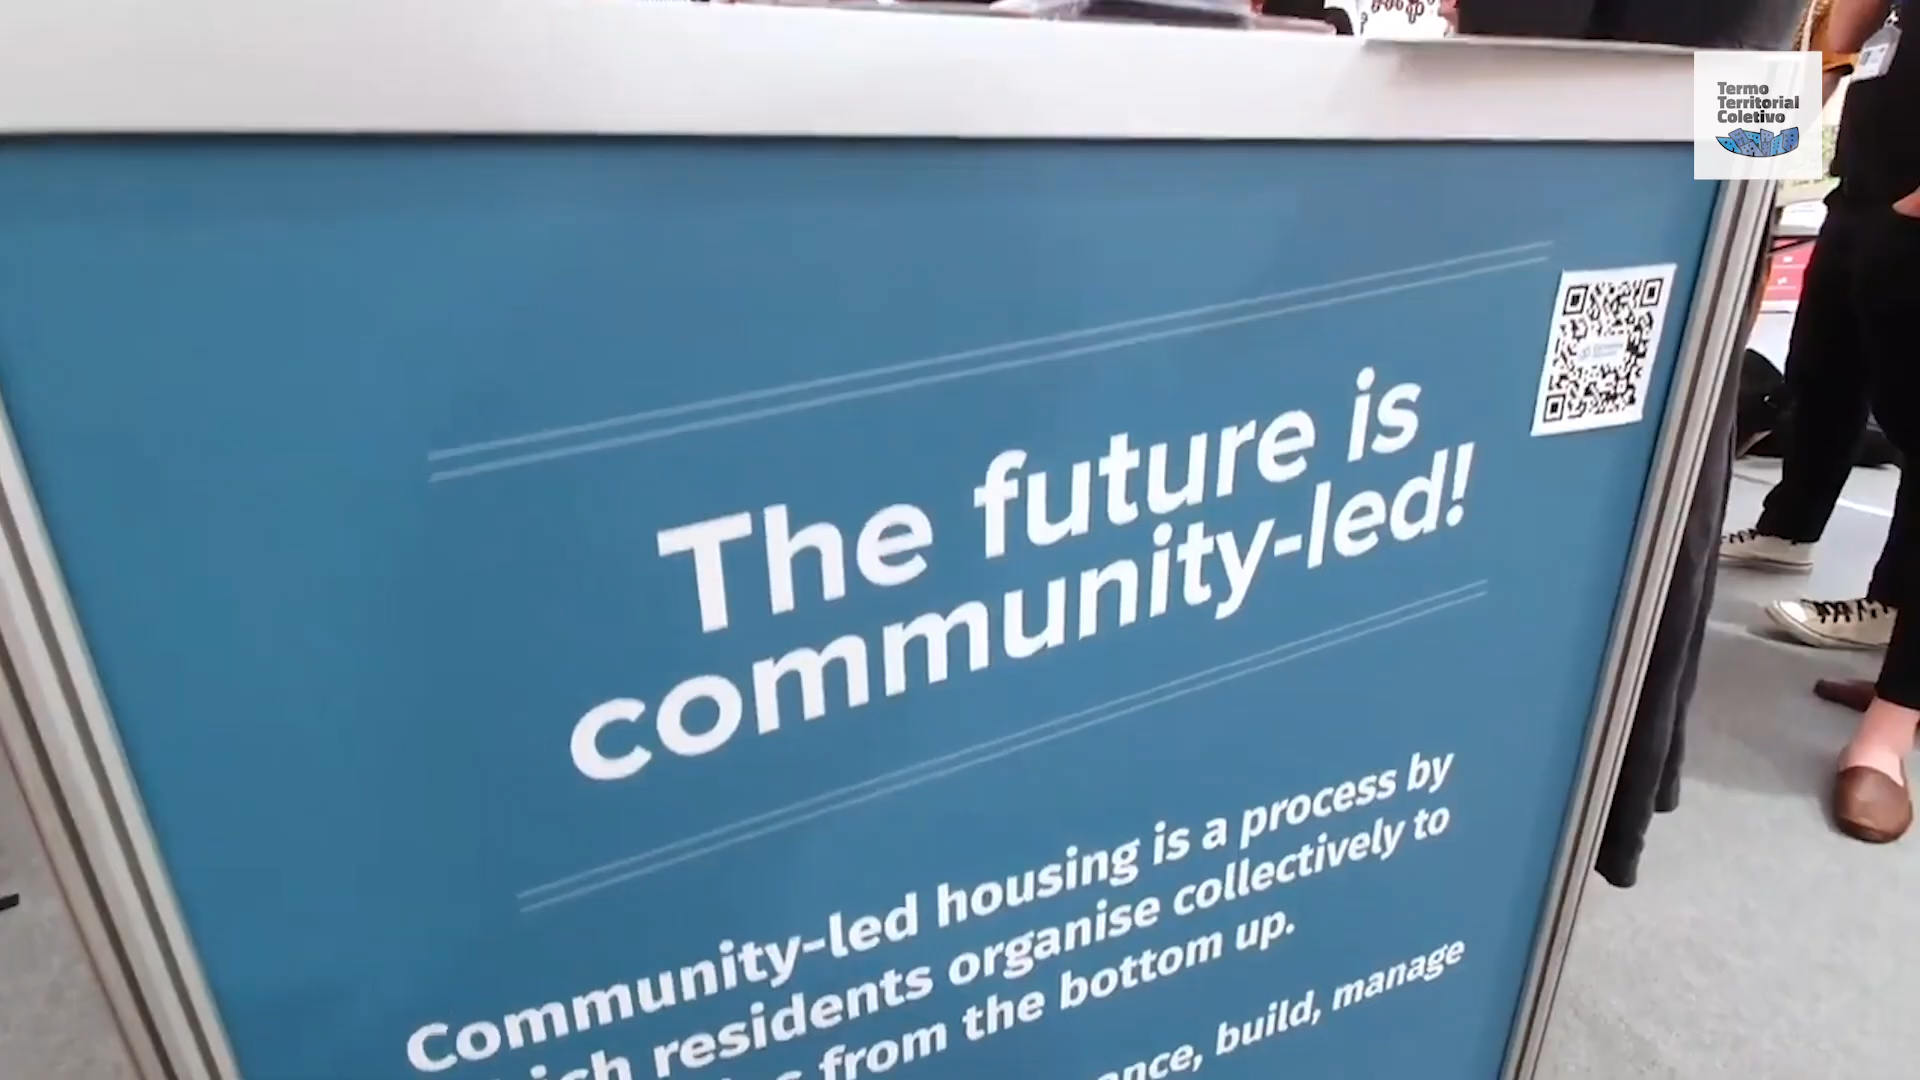 Termo
Territorial
Coletivo
The future is
community-led!
Community-led housing is a process by
residents organise collectively to
from the bottom up.
build, manage